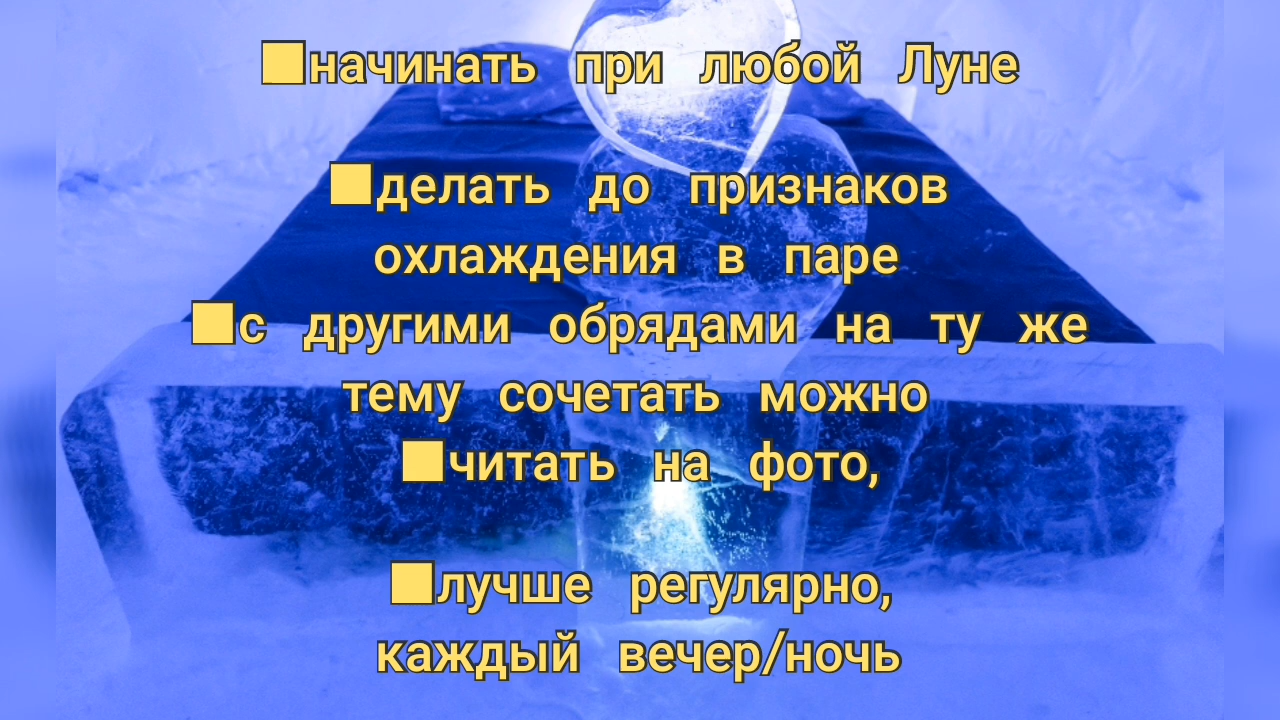 ■начинать при любой Луне
■делать до признаков
охлаждения в паре
■с другими обрядами на ту же
тему сочетать можно
■читать на фото,
■лучше регулярно,
каждый вечер/ночь